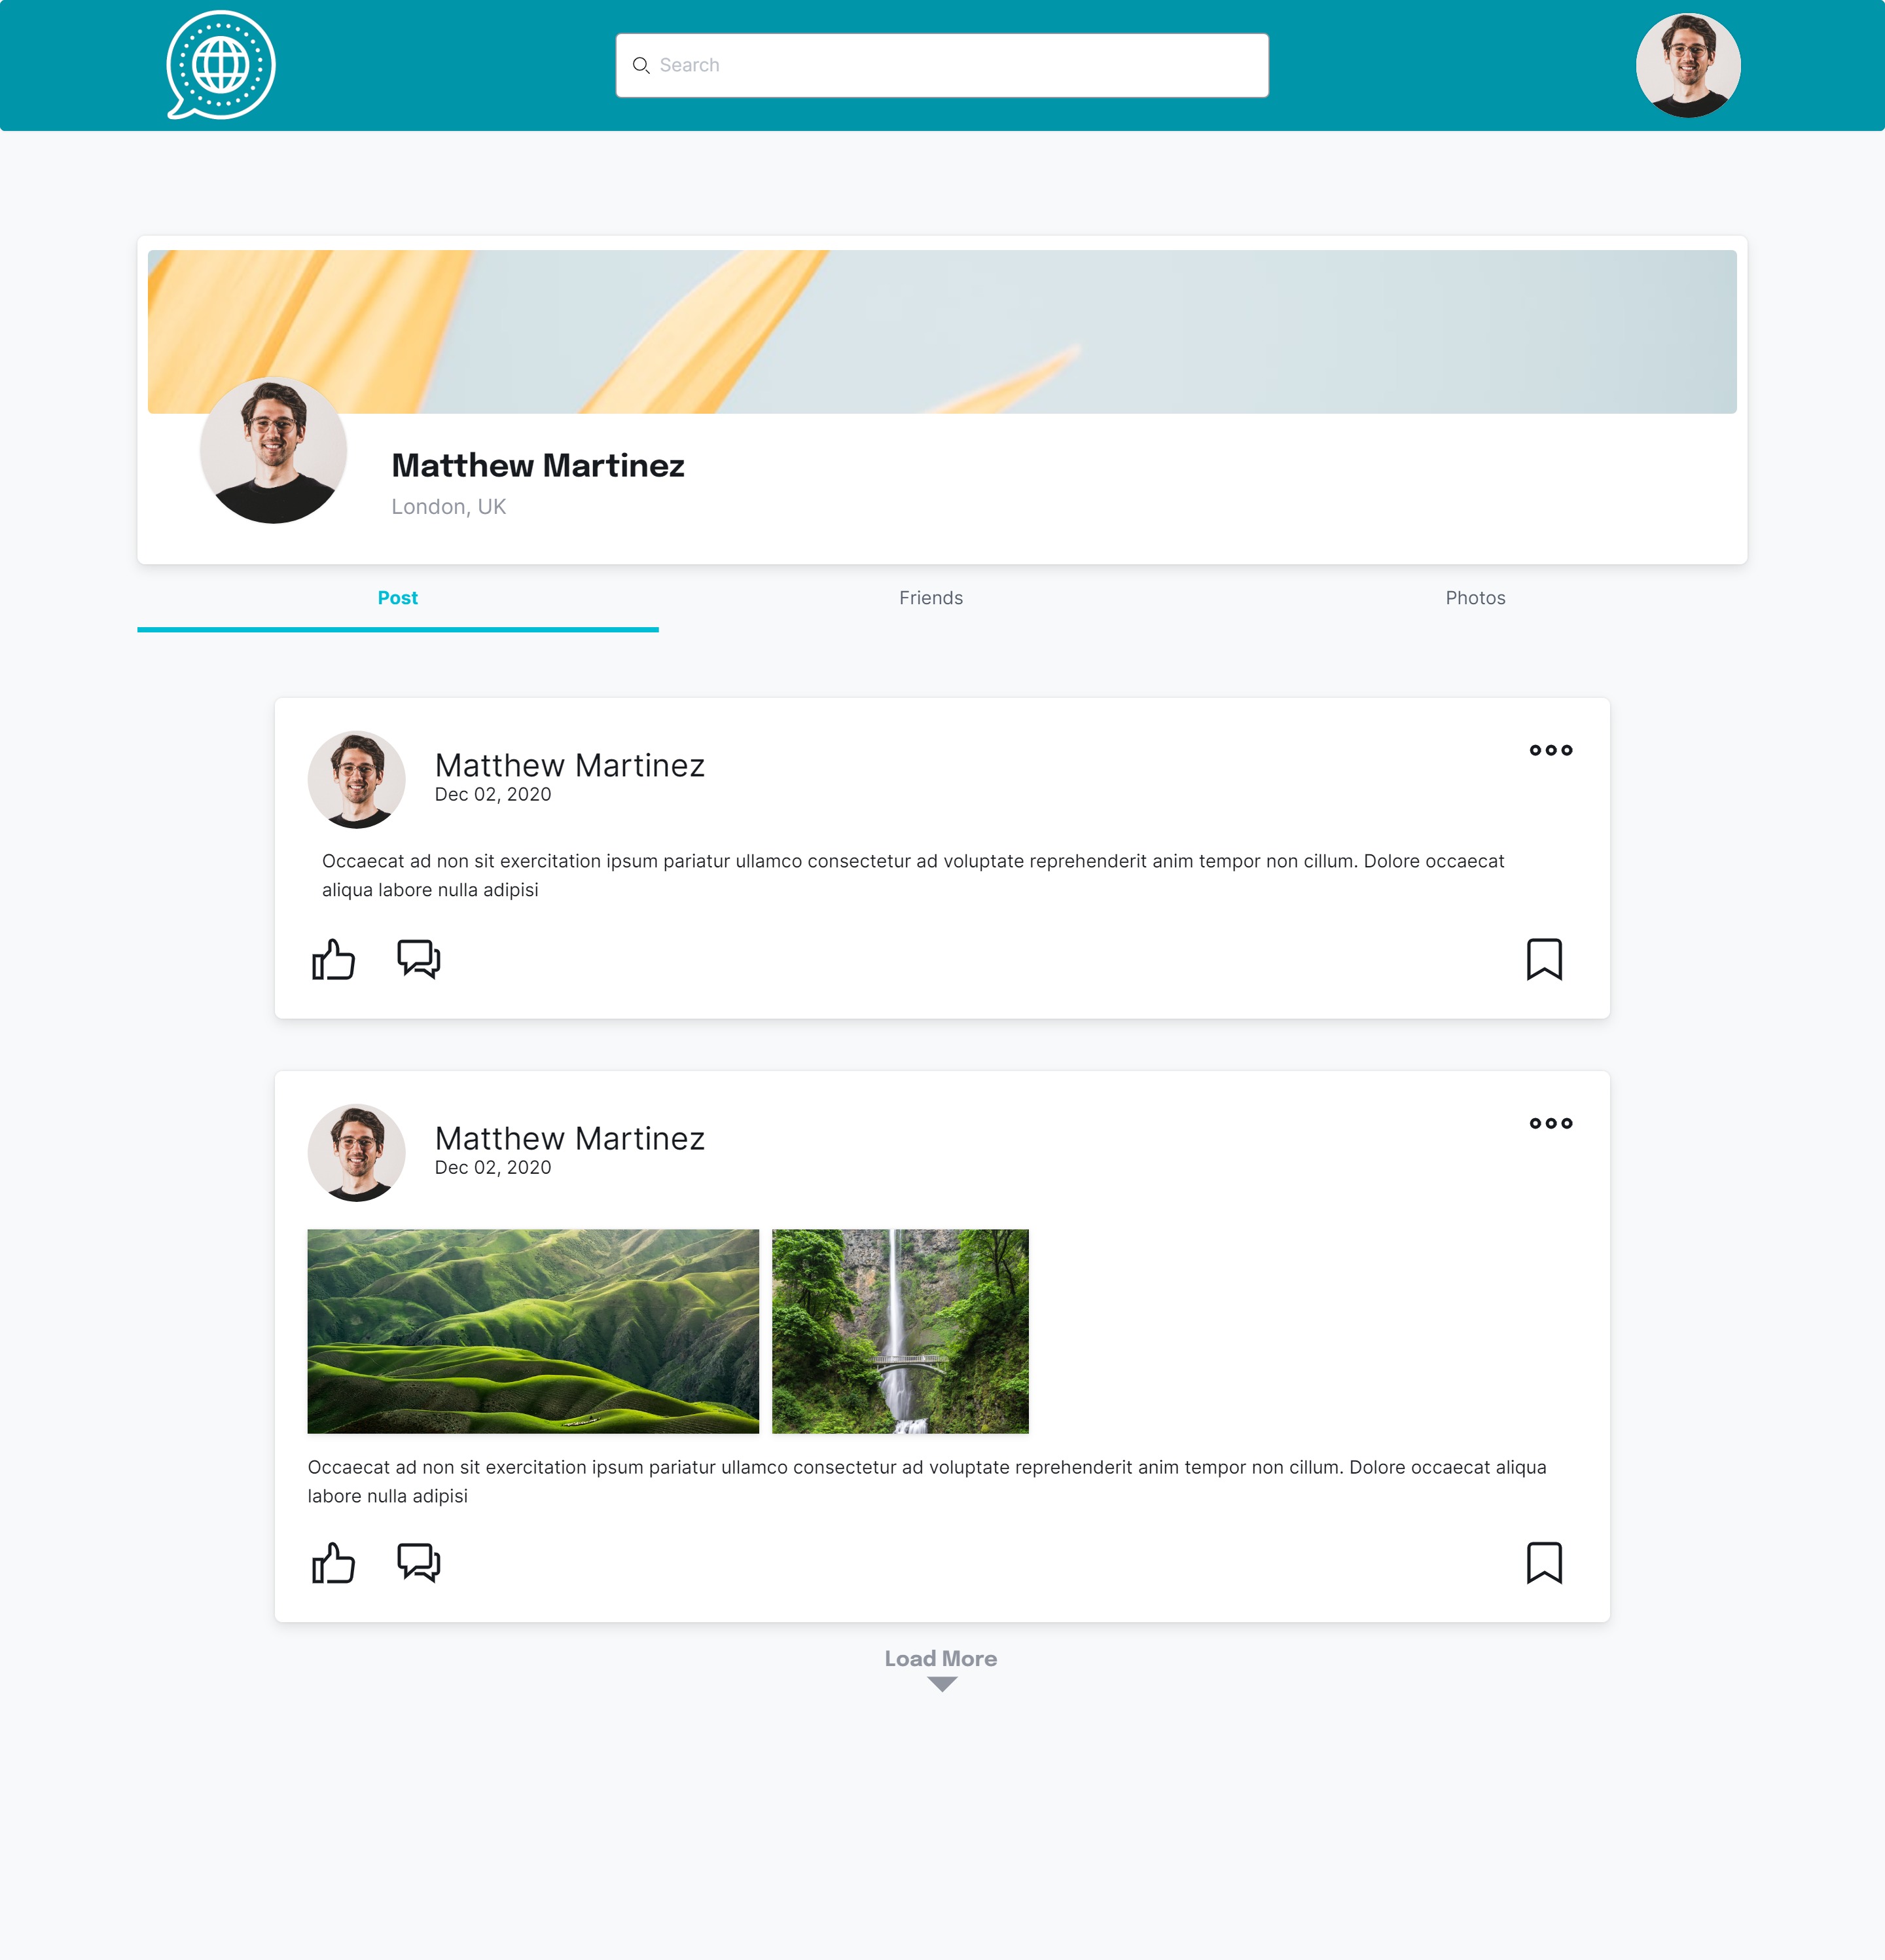 Search
Matthew Martinez
London, UK
Post
Friends
Photos
Matthew Martinez
Dec 02, 2020
Occaecat ad non sit exercitation ipsum pariatur ullamco consectetur ad voluptate reprehenderit anim tempor non cillum. Dolore occaecat
aliqua labore nulla adipisi
Matthew Martinez
Dec 02, 2020
Occaecat ad non sit exercitation ipsum pariatur ullamco consectetur ad voluptate reprehenderit anim tempor non cillum. Dolore occaecat aliqua
labore nulla adipisi
Load More